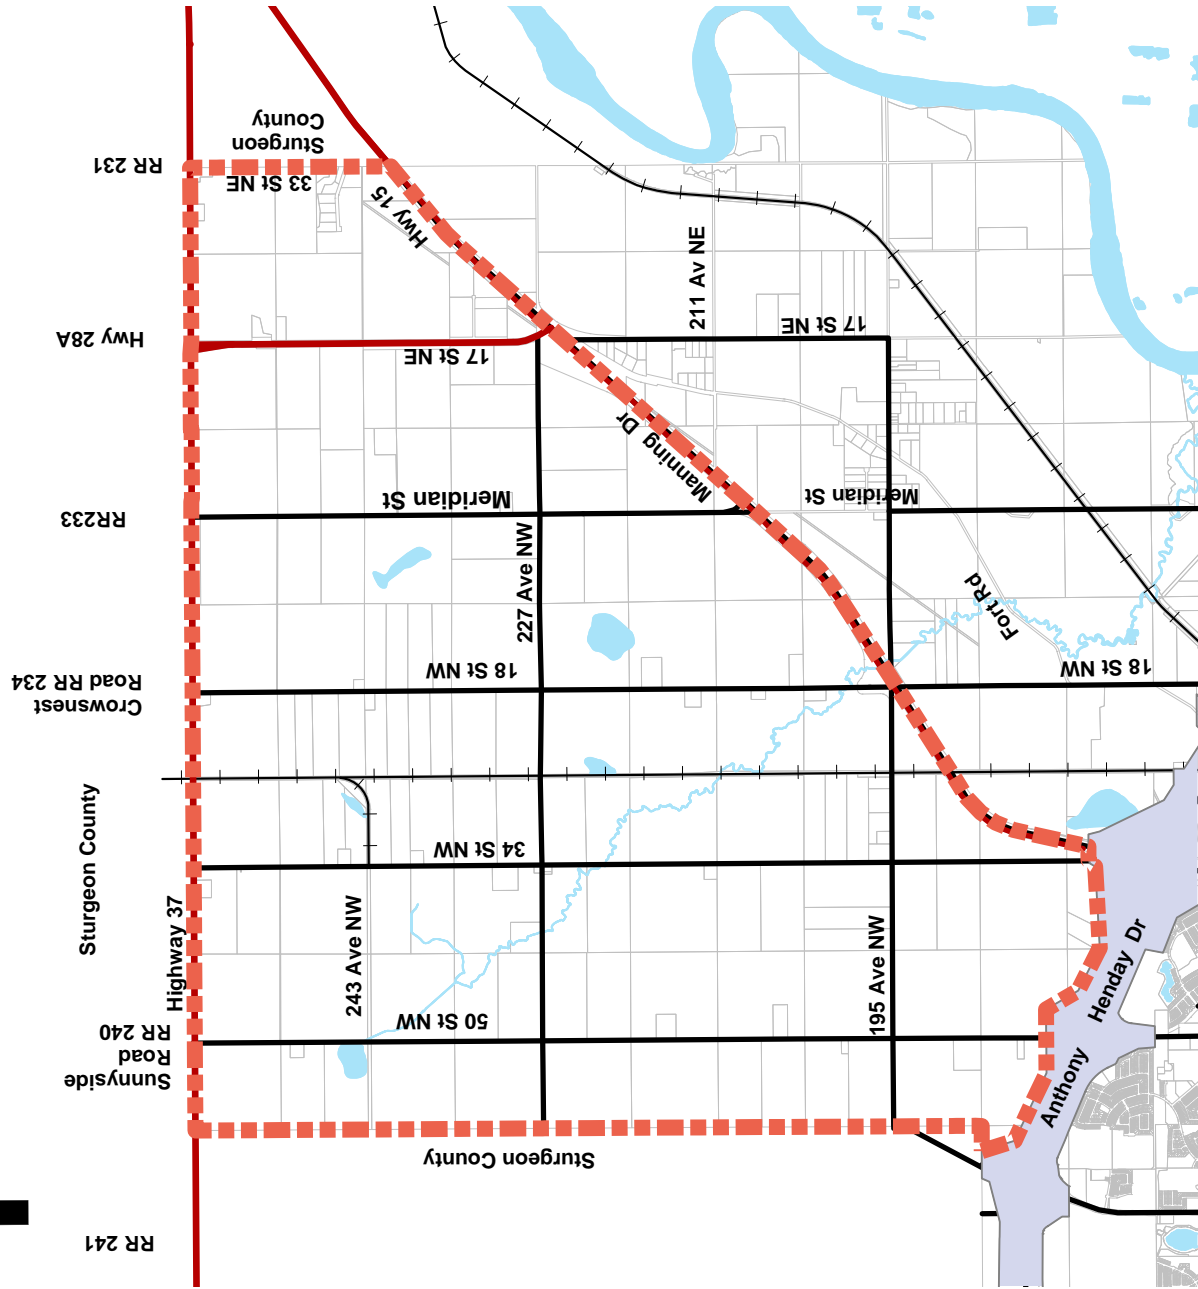 RR 231
Sturgeon
County
33 St NE
Hwy 15
211 Av NE
Hwy 28A
17 St NE
17 St NE
Manning Dr
Meridian St
Meridian St
RR233
227 Ave NW
Fort Rd
18 St NW
18 St NW
Crowsnest
Road RR 234
Sturgeon County
34 St NW
Highway 37
243 Ave NW
195 Ave NW
Anthony Henday Dr
50 St NW
Sunnyside
Road
RR 240
Sturgeon County
RR 241